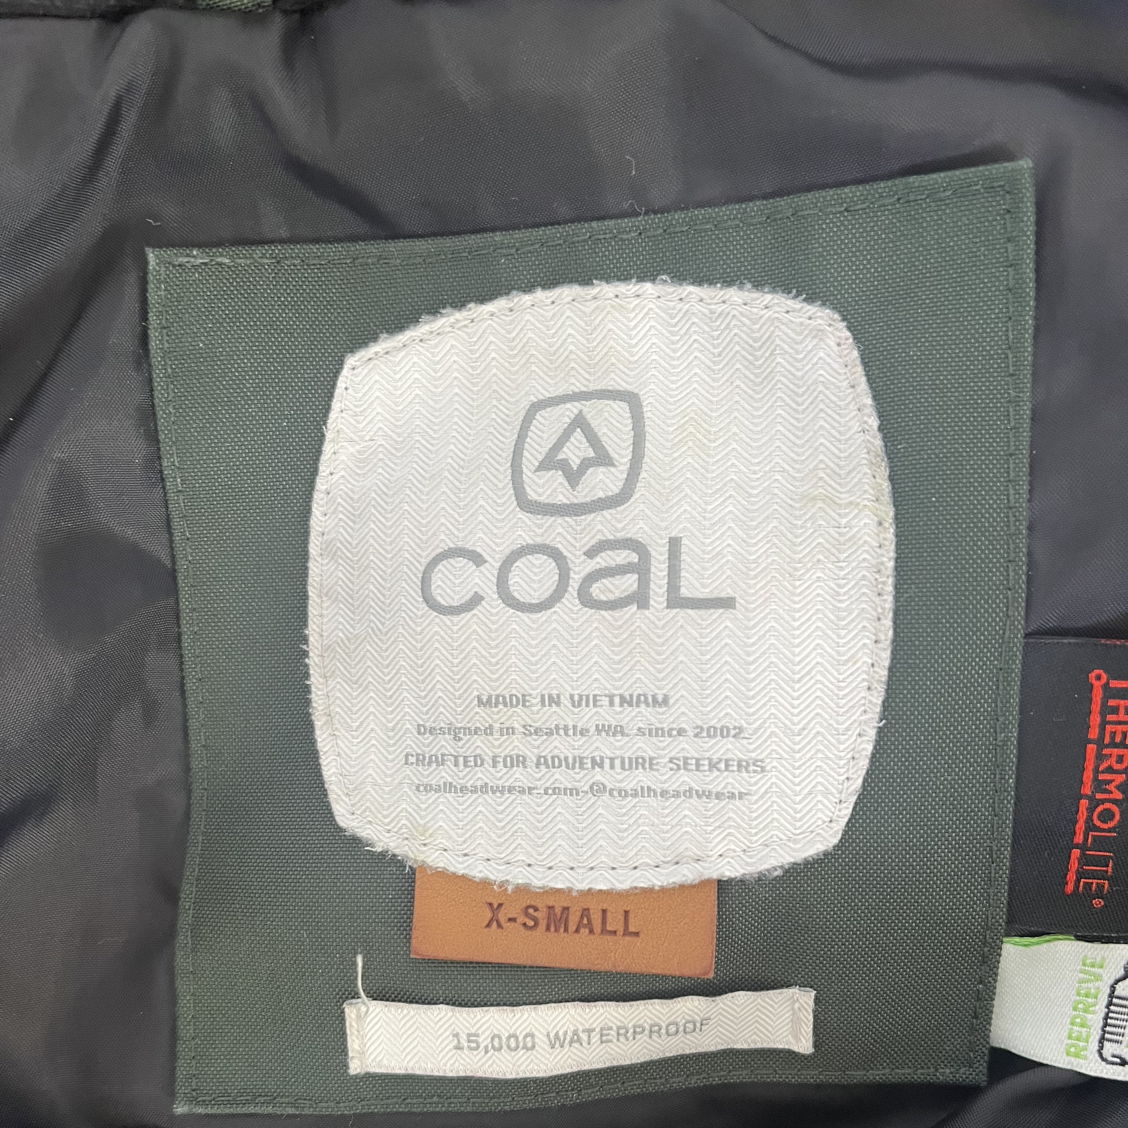 COAL
MADE IN VIETNAM
Designed in Seattle WA. since 2002
CRAFTED FOR ADVENTURE SEEKERS
coalheadwear.com-@coalheadwear
X-SMALL
15,000 WATERPROOF
THERMOLITE®
REPREVE